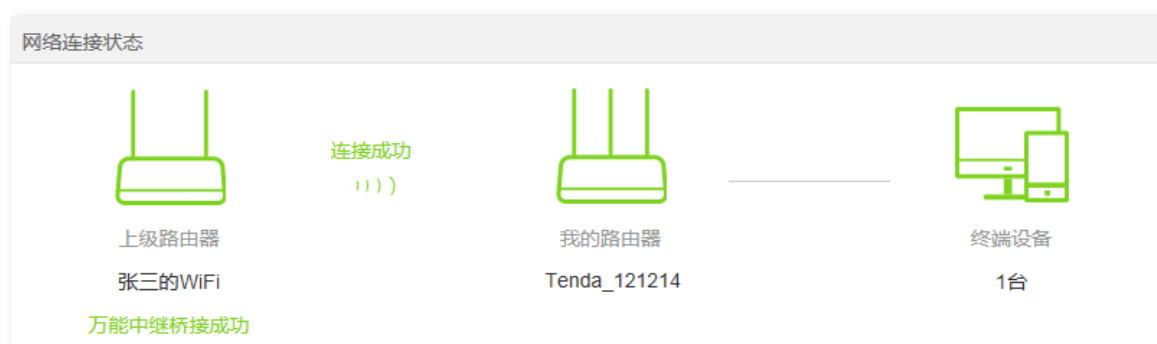 网络连接状态
连接成功
上级路由器 我的路由器 终端设备
张三的WiFi Tenda_121214 1台
万能中继桥接成功